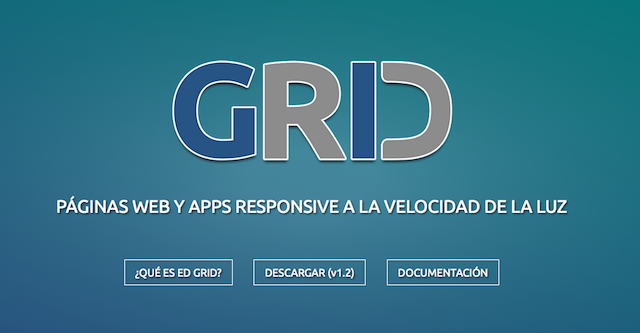 GRID
PÁGINAS WEB Y APPS RESPONSIVE A LA VELOCIDAD DE LA LUZ
¿QUÉ ES ED GRID?
DESCARGAR (v1.2)
DOCUMENTACIÓN